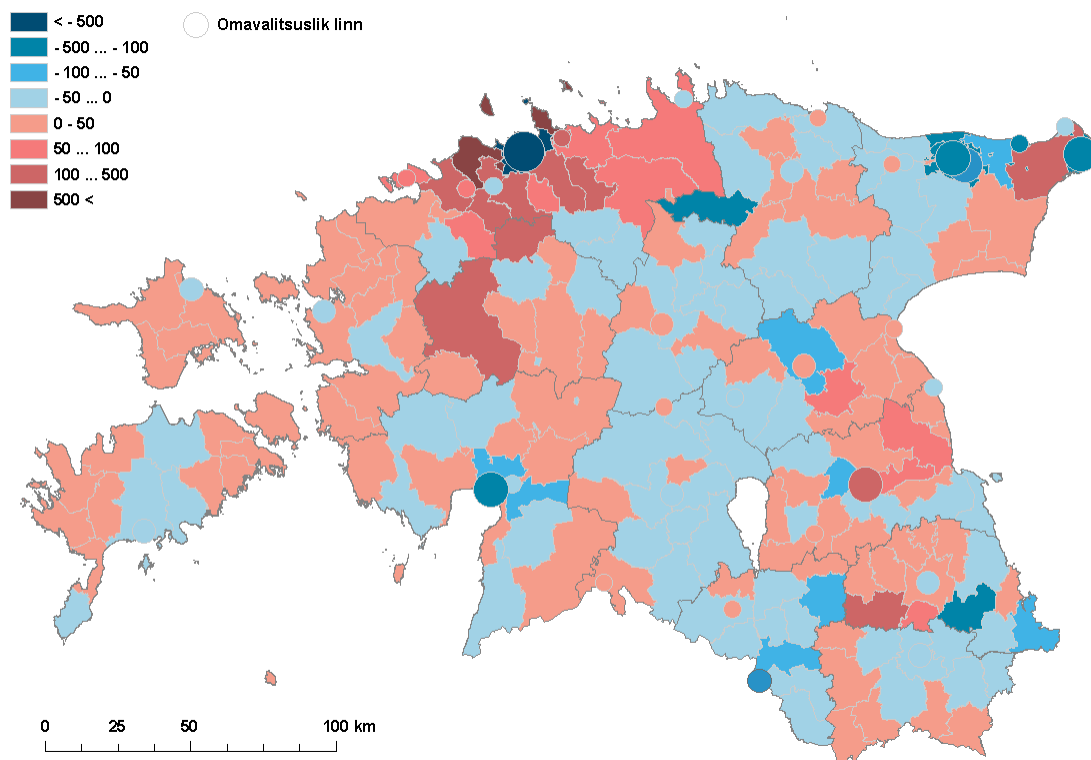 < - 500
- 500 ... - 100
- 100 ... - 50
- 50 ... 0
0 - 50
50 ... 100
100 ... 500
500 <
Omavalitsuslik linn
0 25 50 100 km